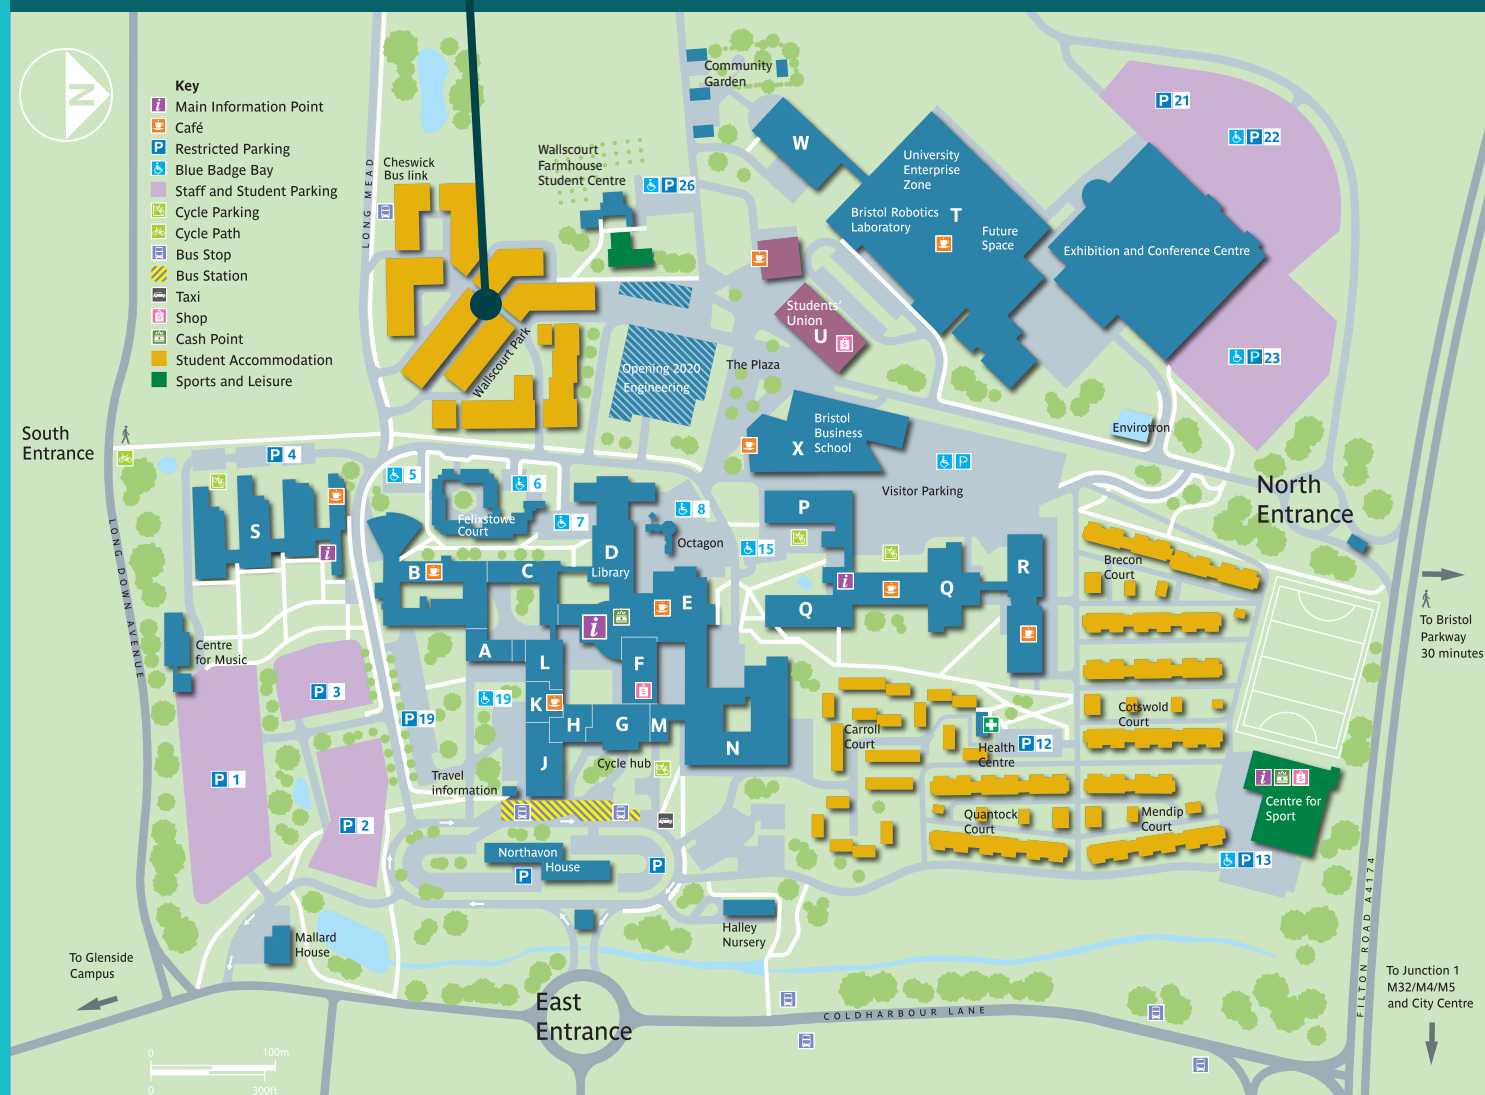 N
Key
Main Information Point
Café
Restricted Parking
Blue Badge Bay
Staff and Student Parking
Cycle Parking
Cycle Path
Bus Stop
Bus Station
Taxi
Shop
Cash Point
Student Accommodation
Sports and Leisure
LONG MEAD
Cheswick
Bus link
Wallscourt Park
Wallscourt
Farmhouse
Student Centre
P 26
Community
Garden
W
University
Enterprise
Zone
Bristol Robotics
Laboratory
T
Future
Space
Exhibition and Conference Centre
P 21
P 22
P 23
Students'
Union
U
The Plaza
Opening 2020
Engineering
Bristol
Business
School
X
Envirotron
P
Visitor Parking
North
Entrance
South
Entrance
P 4
5
6
7
8
15
S
Felixstowe
Court
D
Library
Octagon
P
B
C
E
i
Q
Q
R
Brecon
Court
To Bristol
Parkway
30 minutes
LONG DOWN AVENUE
Centre
for Music
A
L
F
i
K
H
G
M
N
J
P 3
19
P 19
P 1
P 2
Carroll
Court
Health
Centre
P 12
Cotswold
Court
Quantock
Court
Mendip
Court
Centre for
Sport
P 13
Travel
information
Cycle hub
Northavon
House
P
P
Halley
Nursery
Mallard
House
To Glenside
Campus
East
Entrance
COLDHARBOUR LANE
FILTON ROAD A4174
To Junction 1
M32/M4/M5
and City Centre
0
100m
0
300ft